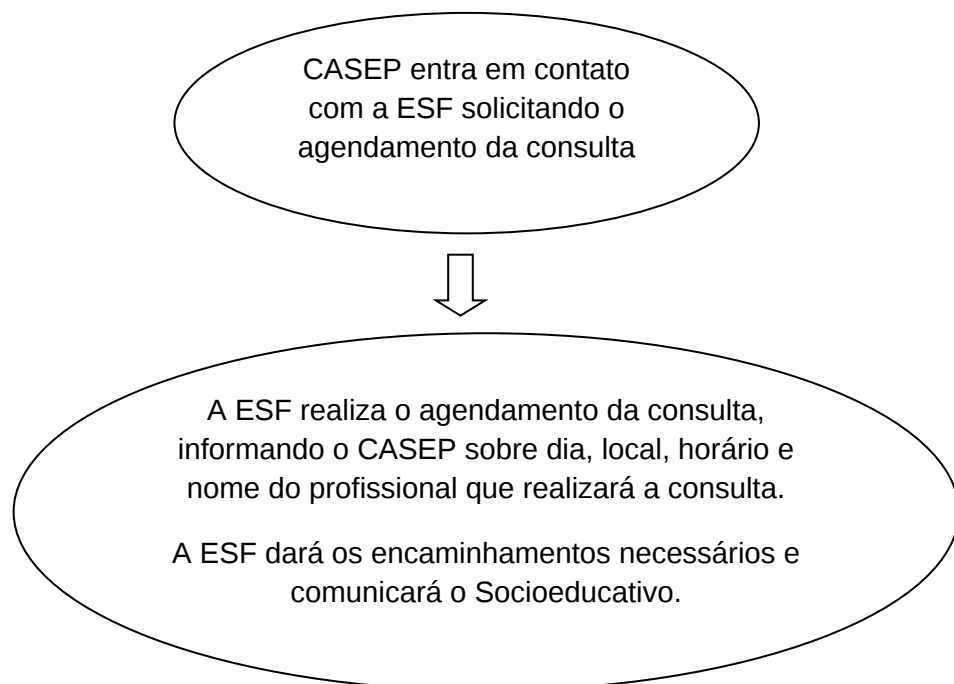 CASEP entra em contato
com a ESF solicitando o
agendamento da consulta
A ESF realiza o agendamento da consulta,
informando o CASEP sobre dia, local, horário e
nome do profissional que realizará a consulta.
A ESF dará os encaminhamentos necessários e
comunicará o Socioeducativo.